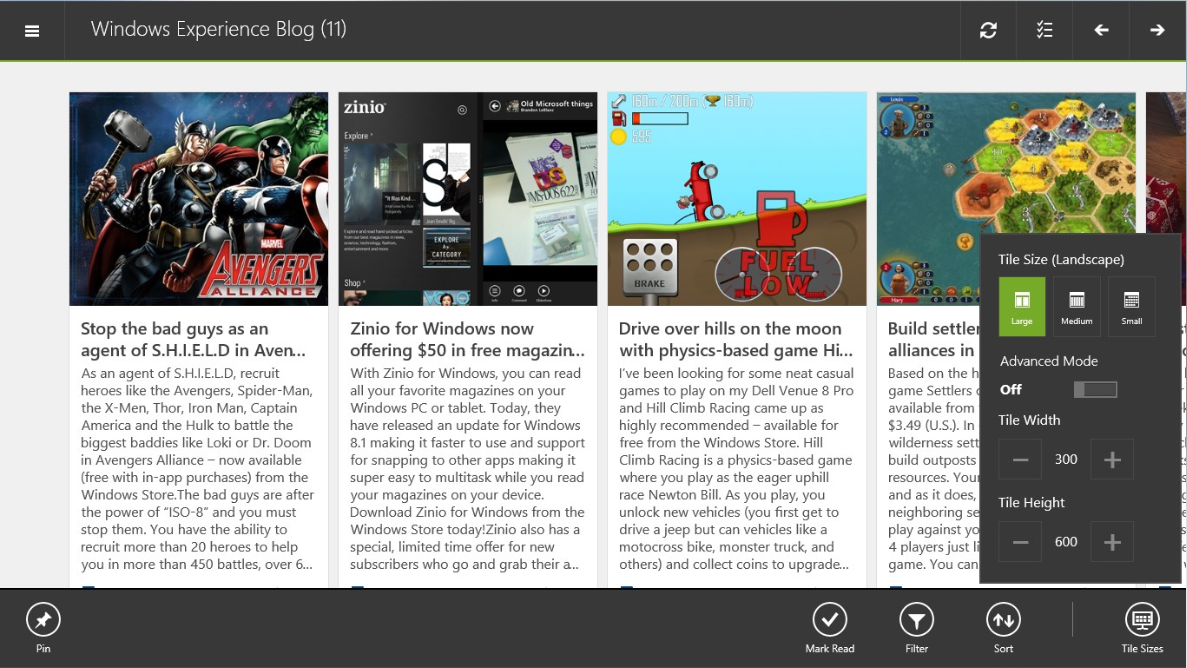 Windows Experience Blog (11)
MARVEL
AVENGERS
ALLIANCE
Stop the bad guys as an
agent of S.H.I.E.L.D in Aven...
As an agent of S.H.I.E.L.D, recruit
heroes like the Avengers, Spider-Man,
the X-Men, Thor, Iron Man, Captain
America and the Hulk to battle the
biggest baddies like Loki or Dr. Doom
in Avengers Alliance – now available
(free with in-app purchases) from the
Windows Store.The bad guys are after
the power of “ISO-8” and you must
stop them. You have the ability to
recruit more than 20 heroes to help
you in more than 450 battles, over 6...
zinio
Explore
"It Was Kind...
EXPLORE
by
CATEGORY
Shop
Old Microsoft things
Brandon LeBlanc
Zinio for Windows now
offering $50 in free magazin...
With Zinio for Windows, you can read
all your favorite magazines on your
Windows PC or tablet. Today, they
have released an update for Windows
8.1 making it faster to use and support
for snapping to other apps making it
super easy to multitask while you read
your magazines on your device.
Download Zinio for Windows from the
Windows Store today!Zinio also has a
special, limited time offer for new
subscribers who go and grab their a...
160m / 200m (160m)
595
BRAKE
FUEL
LOW
Drive over hills on the moon
with physics-based game Hi...
I’ve been looking for some neat casual
games to play on my Dell Venue 8 Pro
and Hill Climb Racing came up as
highly recommended – available for
free from the Windows Store. Hill
Climb Racing is a physics-based game
where you play as the eager uphill
race Newton Bill. As you play, you
unlock new vehicles (you first get to
drive a jeep but can vehicles like a
motocross bike, monster truck, and
others) and collect coins to upgrade...
Louis
Mary
Build settler
alliances in
Based on the h
game Settlers o
available from
$3.49 (U.S.). In
wilderness sett
build outposts
resources. Your
and as it does,
neighboring se
play against yo
4 players just li
game. You can
Tile Size (Landscape)
Large
Medium
Small
Advanced Mode
Off
Tile Width
300
Tile Height
600
Pin
Mark Read
Filter
Sort
Tile Sizes